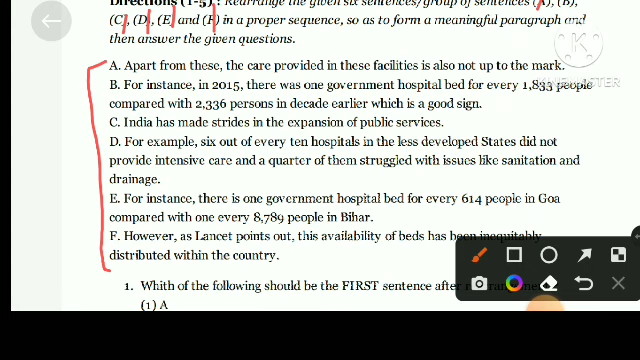 Directions (1-5) : Rearrange the given six sentences/group of sentences (A), (B),
(C), (D), (E) and (F) in a proper sequence, so as to form a meaningful paragraph and
then answer the given questions.
A. Apart from these, the care provided in these facilities is also not up to the mark.
B. For instance, in 2015, there was one government hospital bed for every 1,833 people
compared with 2,336 persons in decade earlier which is a good sign.
C. India has made strides in the expansion of public services.
D. For example, six out of every ten hospitals in the less developed States did not
provide intensive care and a quarter of them struggled with issues like sanitation and
drainage.
E. For instance, there is one government hospital bed for every 614 people in Goa
compared with one every 8,789 people in Bihar.
F. However, as Lancet points out, this availability of beds has been inequitably
distributed within the country.
1. Which of the following should be the FIRST sentence after
(1) A